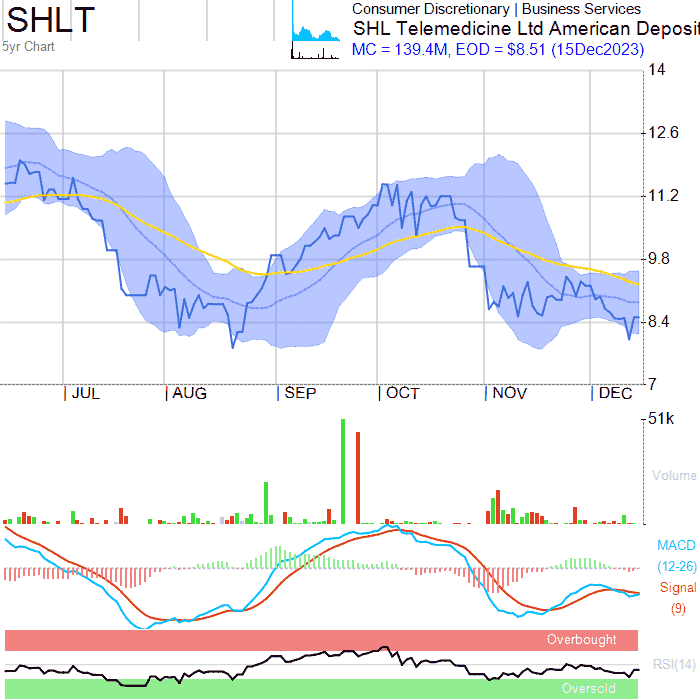 SHLT
5yr Chart
Consumer Discretionary | Business Services
SHL Telemedicine Ltd American Deposit
MC = 139.4M, EOD = $8.51 (15Dec2023)
14
12.6
11.2
9.8
8.4
7
JUL AUG SEP OCT NOV DEC
51k
Volume
MACD
(12-26)
Signal
(9)
Overbought
RSI(14)
Oversold